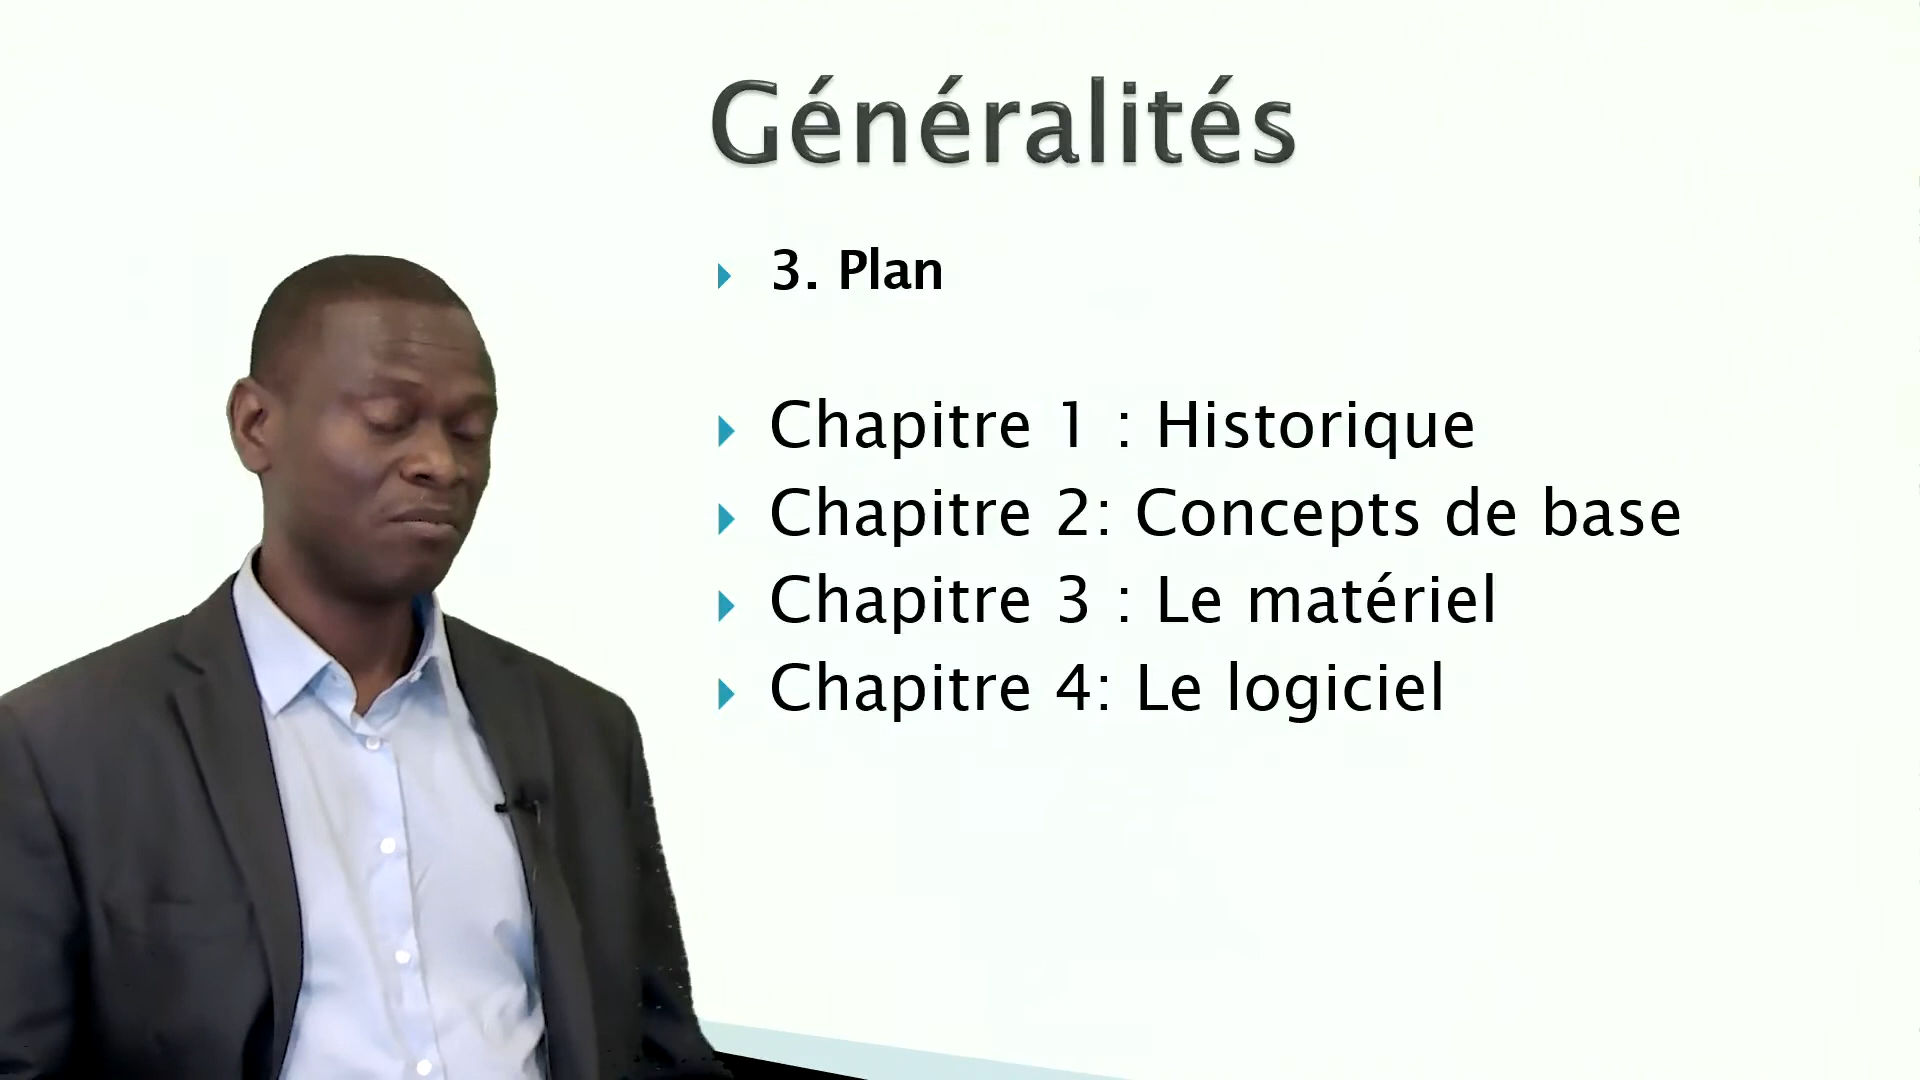 Généralités
3. Plan
Chapitre 1 : Historique
Chapitre 2: Concepts de base
Chapitre 3 : Le matériel
Chapitre 4: Le logiciel